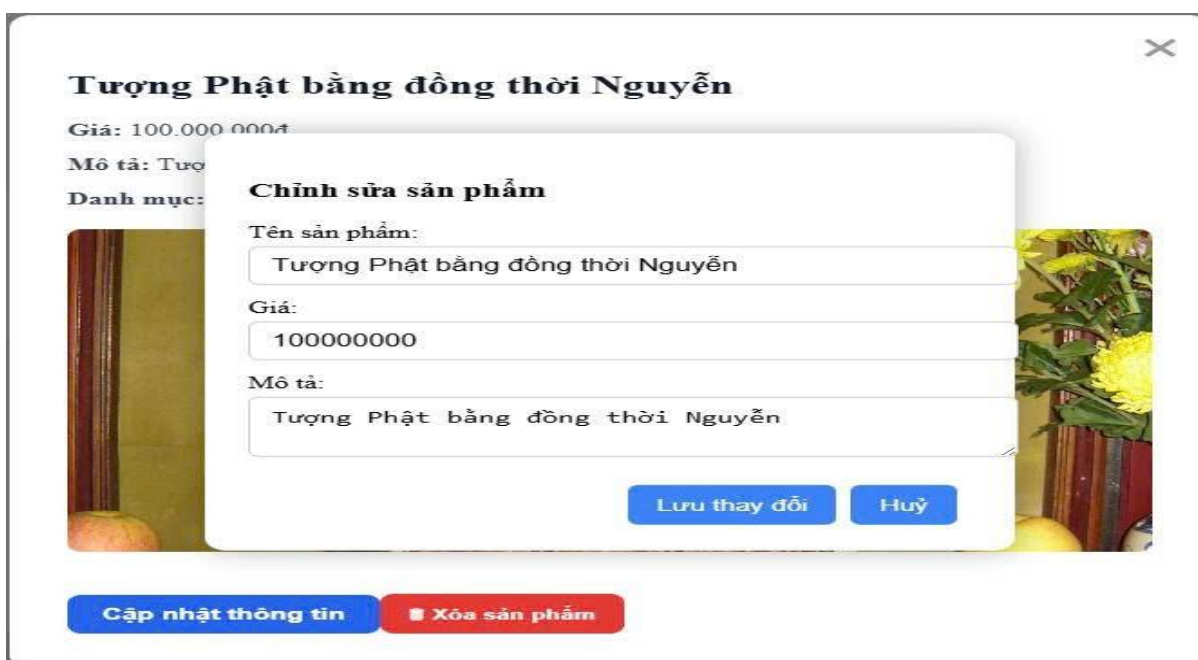 Tượng Phật bằng đồng thời Nguyễn
Giá: 100.000.000đ
Mô tả: Tượ
Danh mục:
Chỉnh sửa sản phẩm
Tên sản phẩm:
Tượng Phật bằng đồng thời Nguyễn
Giá:
100000000
Mô tả:
Tượng Phật bằng đồng thời Nguyễn
Lưu thay đổi Huỷ
Cập nhật thông tin Xóa sản phẩm